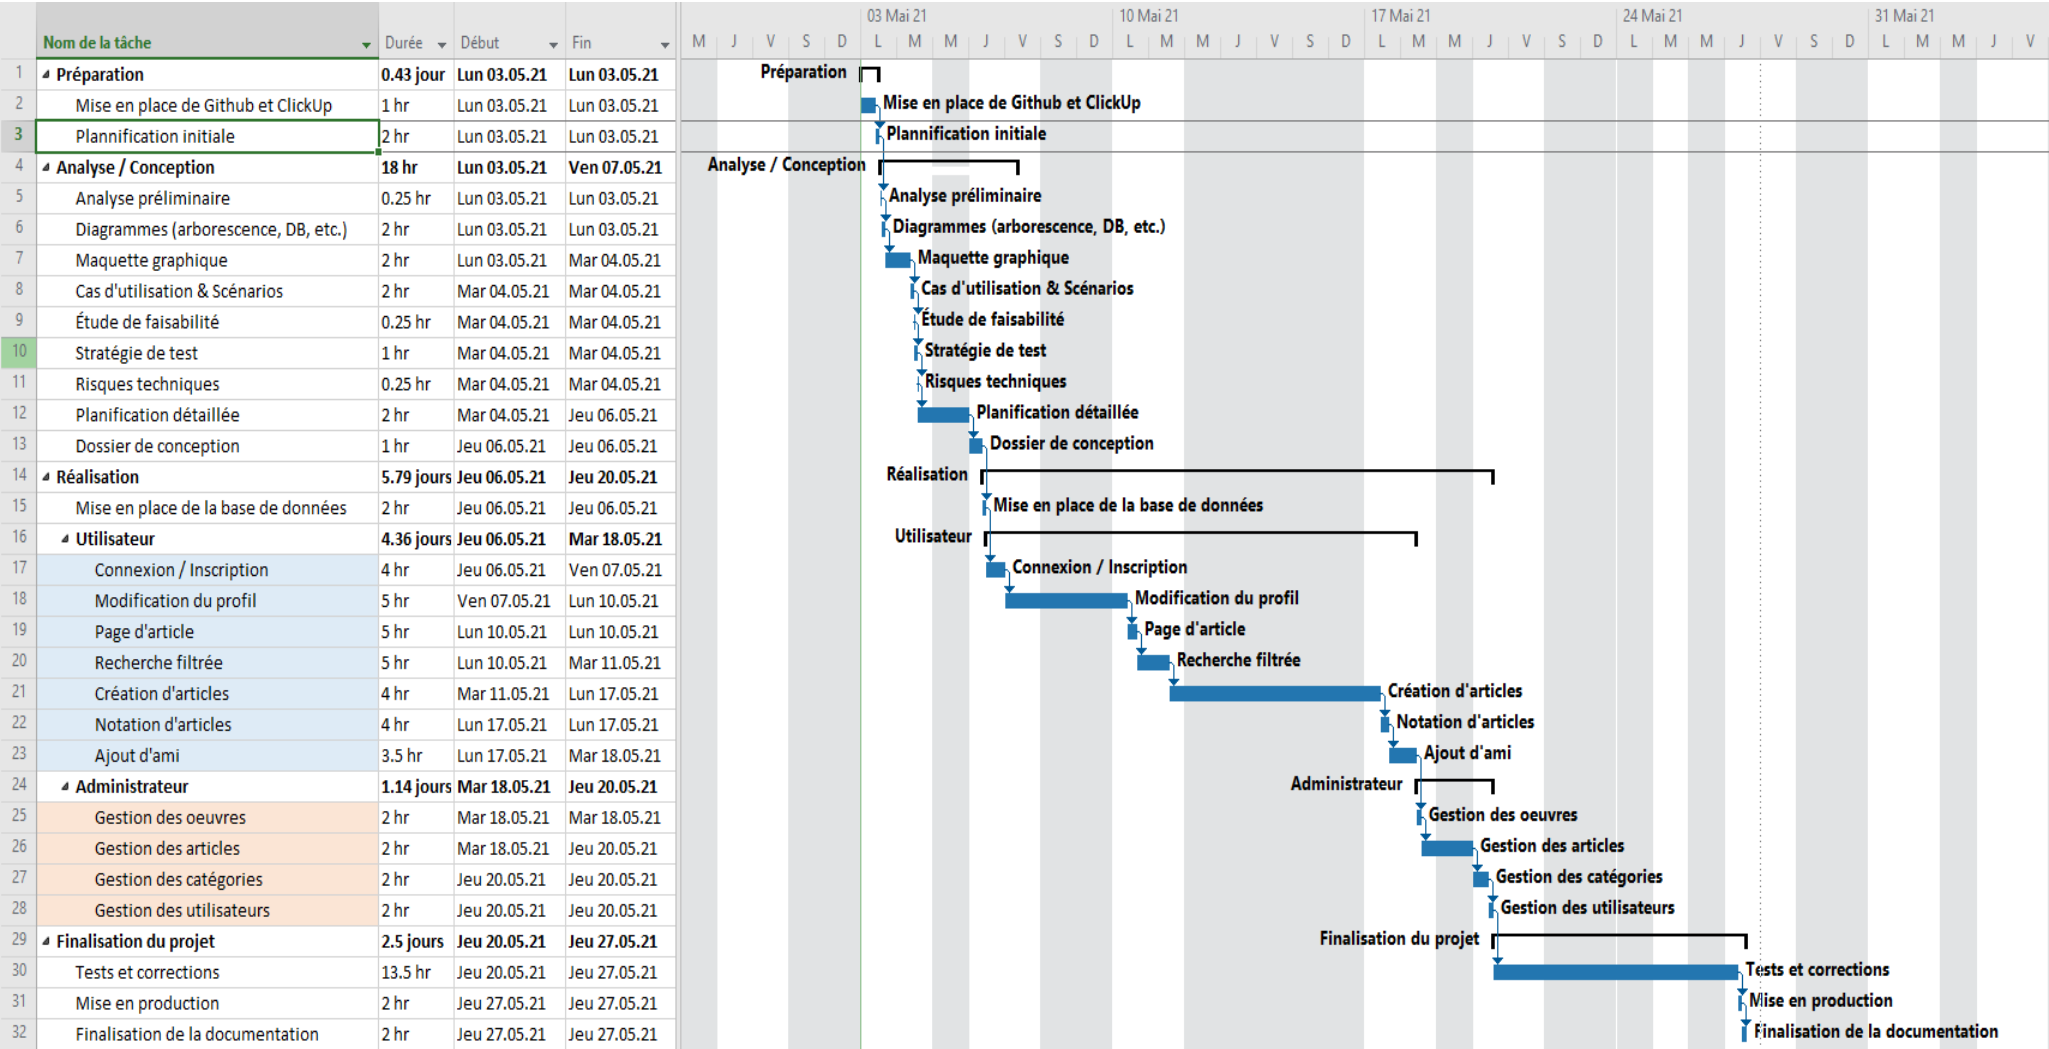 03 Mai 21 10 Mai 21 17 Mai 21 24 Mai 21 31 Mai 21
Nom de la tâche Durée Début Fin M J V S D L M M J V S D L M M J V S D L M M J V S D L M M J V S D L M M J V
1 Préparation 0.43 jour Lun 03.05.21 Lun 03.05.21 Préparation
2 Mise en place de Github et ClickUp 1 hr Lun 03.05.21 Lun 03.05.21 Mise en place de Github et ClickUp
3 Plannification initiale 2 hr Lun 03.05.21 Lun 03.05.21 Plannification initiale
4 Analyse / Conception 18 hr Lun 03.05.21 Ven 07.05.21 Analyse / Conception
5 Analyse préliminaire 0.25 hr Lun 03.05.21 Lun 03.05.21 Analyse préliminaire
6 Diagrammes (arborescence, DB, etc.) 2 hr Lun 03.05.21 Lun 03.05.21 Diagrammes (arborescence, DB, etc.)
7 Maquette graphique 2 hr Lun 03.05.21 Mar 04.05.21 Maquette graphique
8 Cas d'utilisation & Scénarios 2 hr Mar 04.05.21 Mar 04.05.21 Cas d'utilisation & Scénarios
9 Étude de faisabilité 0.25 hr Mar 04.05.21 Mar 04.05.21 Étude de faisabilité
10 Stratégie de test 1 hr Mar 04.05.21 Mar 04.05.21 Stratégie de test
11 Risques techniques 0.25 hr Mar 04.05.21 Mar 04.05.21 Risques techniques
12 Planification détaillée 2 hr Mar 04.05.21 Jeu 06.05.21 Planification détaillée
13 Dossier de conception 1 hr Jeu 06.05.21 Jeu 06.05.21 Dossier de conception
14 Réalisation 5.79 jours Jeu 06.05.21 Jeu 20.05.21 Réalisation
15 Mise en place de la base de données 2 hr Jeu 06.05.21 Jeu 06.05.21 Mise en place de la base de données
16 Utilisateur 4.36 jours Jeu 06.05.21 Mar 18.05.21 Utilisateur
17 Connexion / Inscription 4 hr Jeu 06.05.21 Ven 07.05.21 Connexion / Inscription
18 Modification du profil 5 hr Ven 07.05.21 Lun 10.05.21 Modification du profil
19 Page d'article 5 hr Lun 10.05.21 Lun 10.05.21 Page d'article
20 Recherche filtrée 5 hr Lun 10.05.21 Mar 11.05.21 Recherche filtrée
21 Création d'articles 4 hr Mar 11.05.21 Lun 17.05.21 Création d'articles
22 Notation d'articles 4 hr Lun 17.05.21 Lun 17.05.21 Notation d'articles
23 Ajout d'ami 3.5 hr Lun 17.05.21 Mar 18.05.21 Ajout d'ami
24 Administrateur 1.14 jours Mar 18.05.21 Jeu 20.05.21 Administrateur
25 Gestion des oeuvres 2 hr Mar 18.05.21 Mar 18.05.21 Gestion des oeuvres
26 Gestion des articles 2 hr Mar 18.05.21 Jeu 20.05.21 Gestion des articles
27 Gestion des catégories 2 hr Jeu 20.05.21 Jeu 20.05.21 Gestion des catégories
28 Gestion des utilisateurs 2 hr Jeu 20.05.21 Jeu 20.05.21 Gestion des utilisateurs
29 Finalisation du projet 2.5 jours Jeu 20.05.21 Jeu 27.05.21 Finalisation du projet
30 Tests et corrections 13.5 hr Jeu 20.05.21 Jeu 27.05.21 Tests et corrections
31 Mise en production 2 hr Jeu 27.05.21 Jeu 27.05.21 Mise en production
32 Finalisation de la documentation 2 hr Jeu 27.05.21 Jeu 27.05.21 Finalisation de la documentation